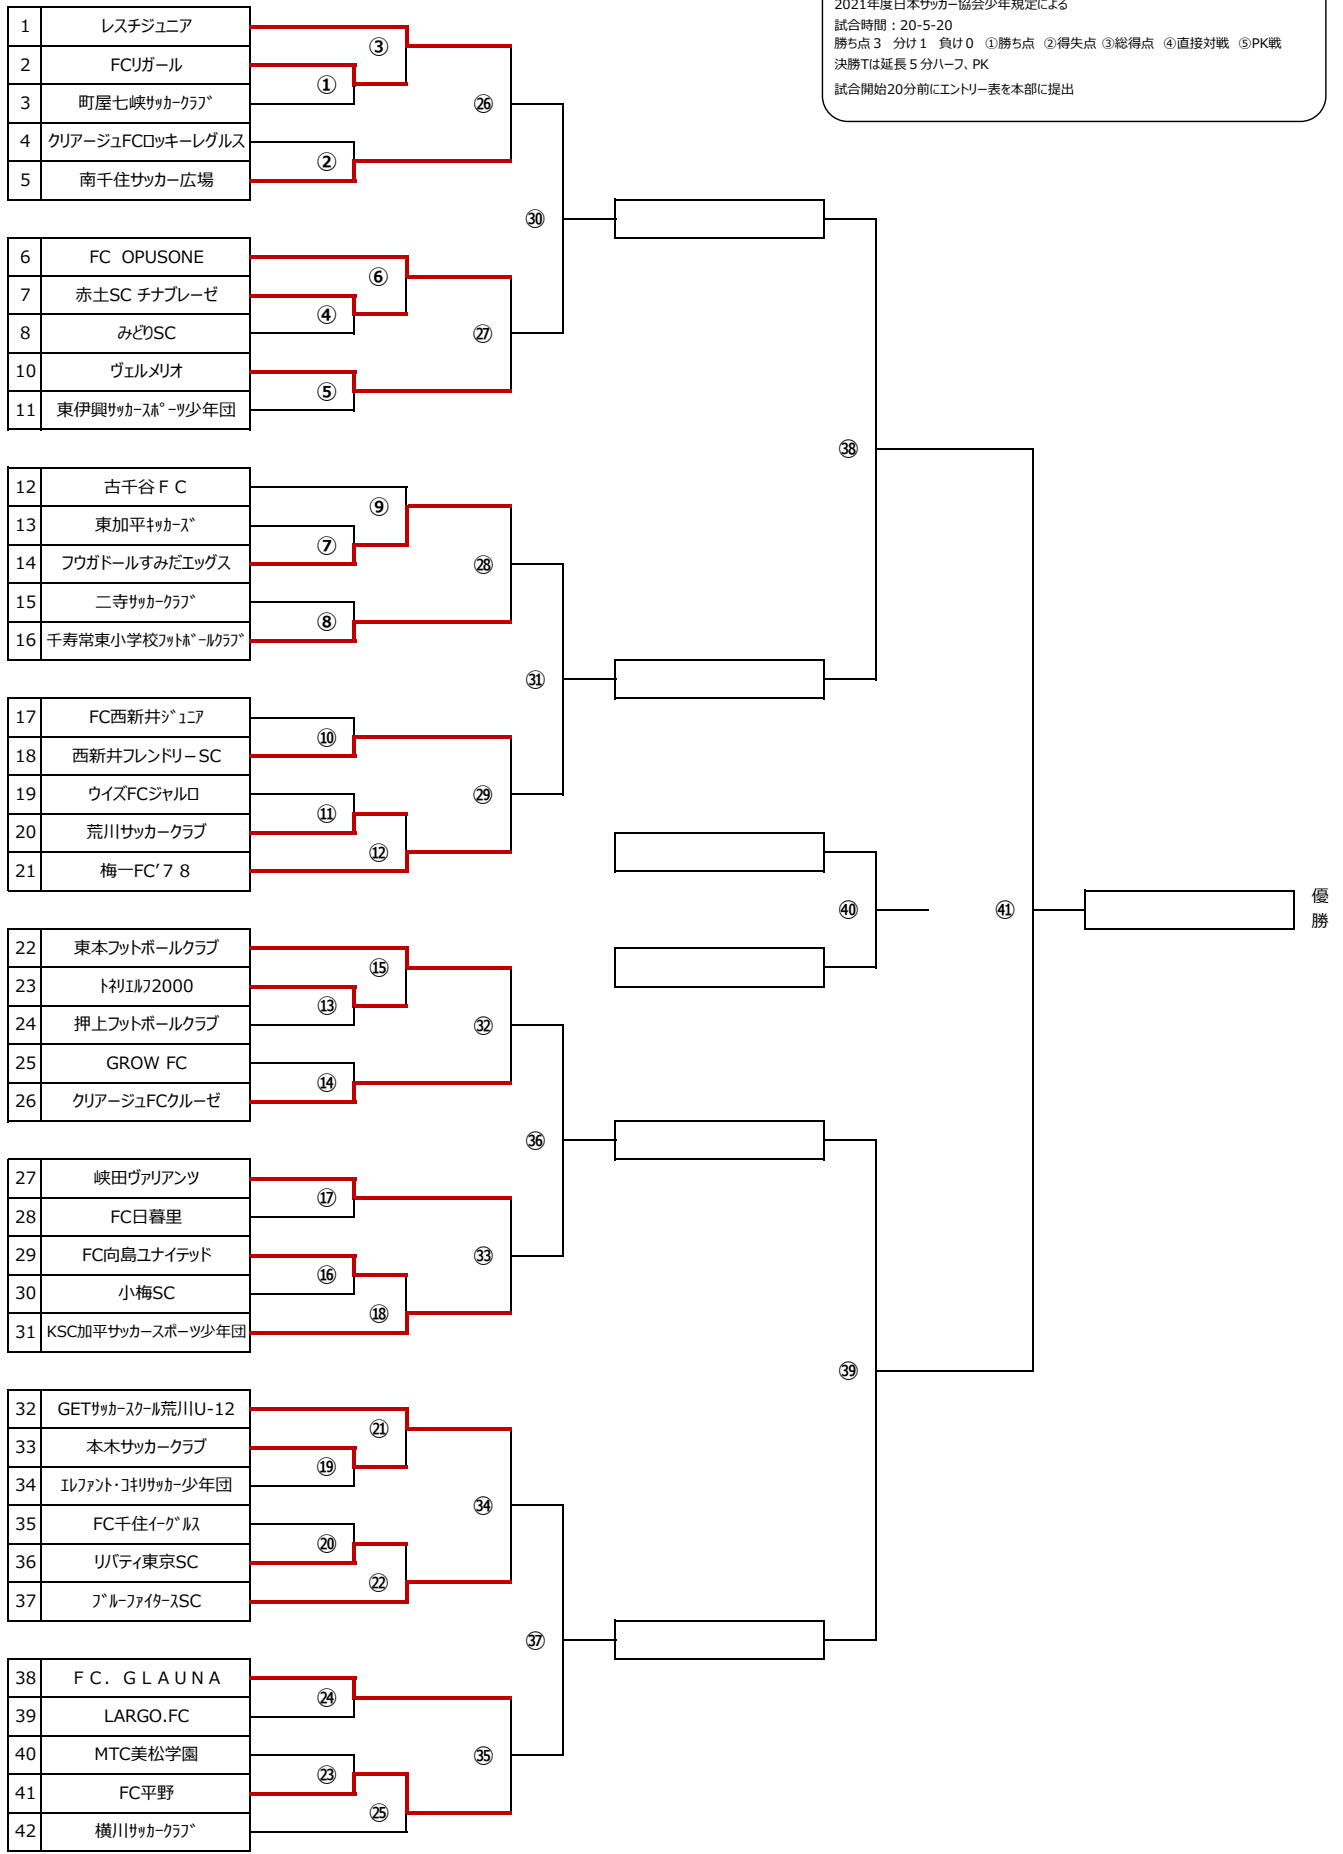 2021年度日本サッカー協会少年規定による
試合時間：20-5-20
勝ち点３ 分け１ 負け０ ①勝ち点 ②得失点 ③総得点 ④直接対戦 ⑤PK戦
決勝Tは延長５分ハーフ、PK
試合開始20分前にエントリー表を本部に提出
1 レスチジュニア
③
2 FCリガール
①
3 町屋七峡ｻｯｶｰｸﾗﾌﾞ
㉖
4 クリアージュFCロッキーレグルス
②
5 南千住サッカー広場
㉚
6 FC OPUSONE
⑥
7 赤土SC チナブレーゼ
④
8 みどりSC
㉗
10 ヴェルメリオ
⑤
11 東伊興ｻｯｶｰｽﾎﾟｰﾂ少年団
㊳
12 古千谷ＦＣ
⑨
13 東加平ｷｯｶｰｽﾞ
⑦
14 フウガドールすみだエッグス
㉘
15 二寺ｻｯｶｰｸﾗﾌﾞ
⑧
16 千寿常東小学校ﾌｯﾄﾎﾞｰﾙｸﾗﾌﾞ
㉛
17 FC西新井ｼﾞｭﾆｱ
⑩
18 西新井フレンドリーSC
19 ウイズFCジャルロ
㉙
⑪
20 荒川サッカークラブ
⑫
21 梅一FC’７８
㊵
㊶
優勝
22 東本フットボールクラブ
⑮
23 ﾄﾈﾘｴﾙﾌ2000
⑬
24 押上フットボールクラブ
㉜
25 GROW FC
⑭
26 クリアージュFCクルーゼ
㊱
27 峡田ヴァリアンツ
⑰
28 FC日暮里
29 FC向島ユナイテッド
㉝
⑯
30 小梅SC
⑱
31 KSC加平サッカースポーツ少年団
㊴
32 GETｻｯｶｰｽｸｰﾙ荒川U-12
㉑
33 本木サッカークラブ
⑲
34 ｴﾚﾌｧﾝﾄ・ｺｷﾘｻｯｶｰ少年団
㉞
35 FC千住ｲｰｸﾞﾙｽ
⑳
36 リバティ東京SC
㉒
37 ﾌﾞﾙｰﾌｧｲﾀｰｽSC
㊲
38 ＦＣ．ＧＬＡＵＮＡ
㉔
39 LARGO.FC
40 MTC美松学園
㉟
㉓
41 FC平野
㉕
42 横川ｻｯｶｰｸﾗﾌﾞ